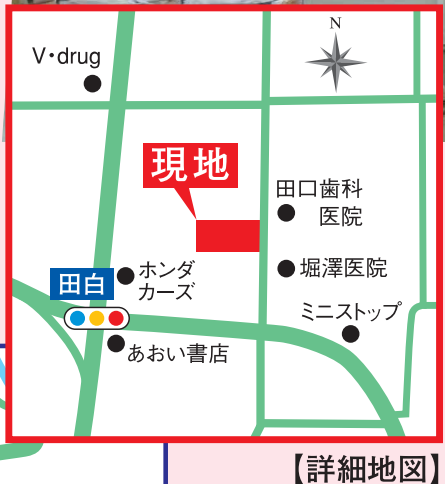 N
V・drug
現地
田口歯科
医院
堀澤医院
ホンダ
カーズ
田白
ミニストップ
あおい書店
【詳細地図】